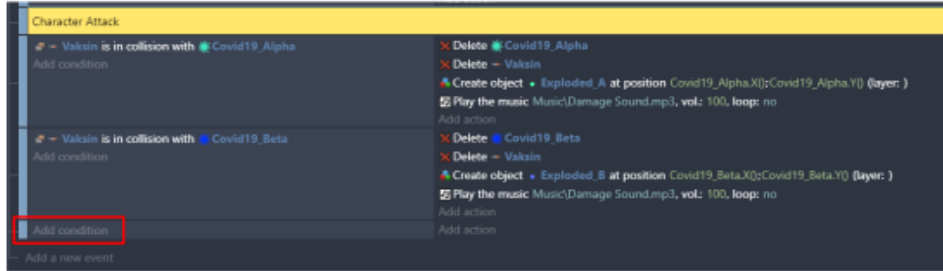 Character Attack
Vaksin is in collision with Covid19_Alpha
Add condition
Delete Covid19_Alpha
Delete Vaksin
Create object Exploded_A at position Covid19_Alpha.X();Covid19_Alpha.Y() (layer: )
Play the music Music\Damage Sound.mp3, vol.: 100, loop: no
Add action
Vaksin is in collision with Covid19_Beta
Add condition
Delete Covid19_Beta
Delete Vaksin
Create object Exploded_B at position Covid19_Beta.X();Covid19_Beta.Y() (layer: )
Play the music Music\Damage Sound.mp3, vol.: 100, loop: no
Add action
Add condition
Add action
Add a new event